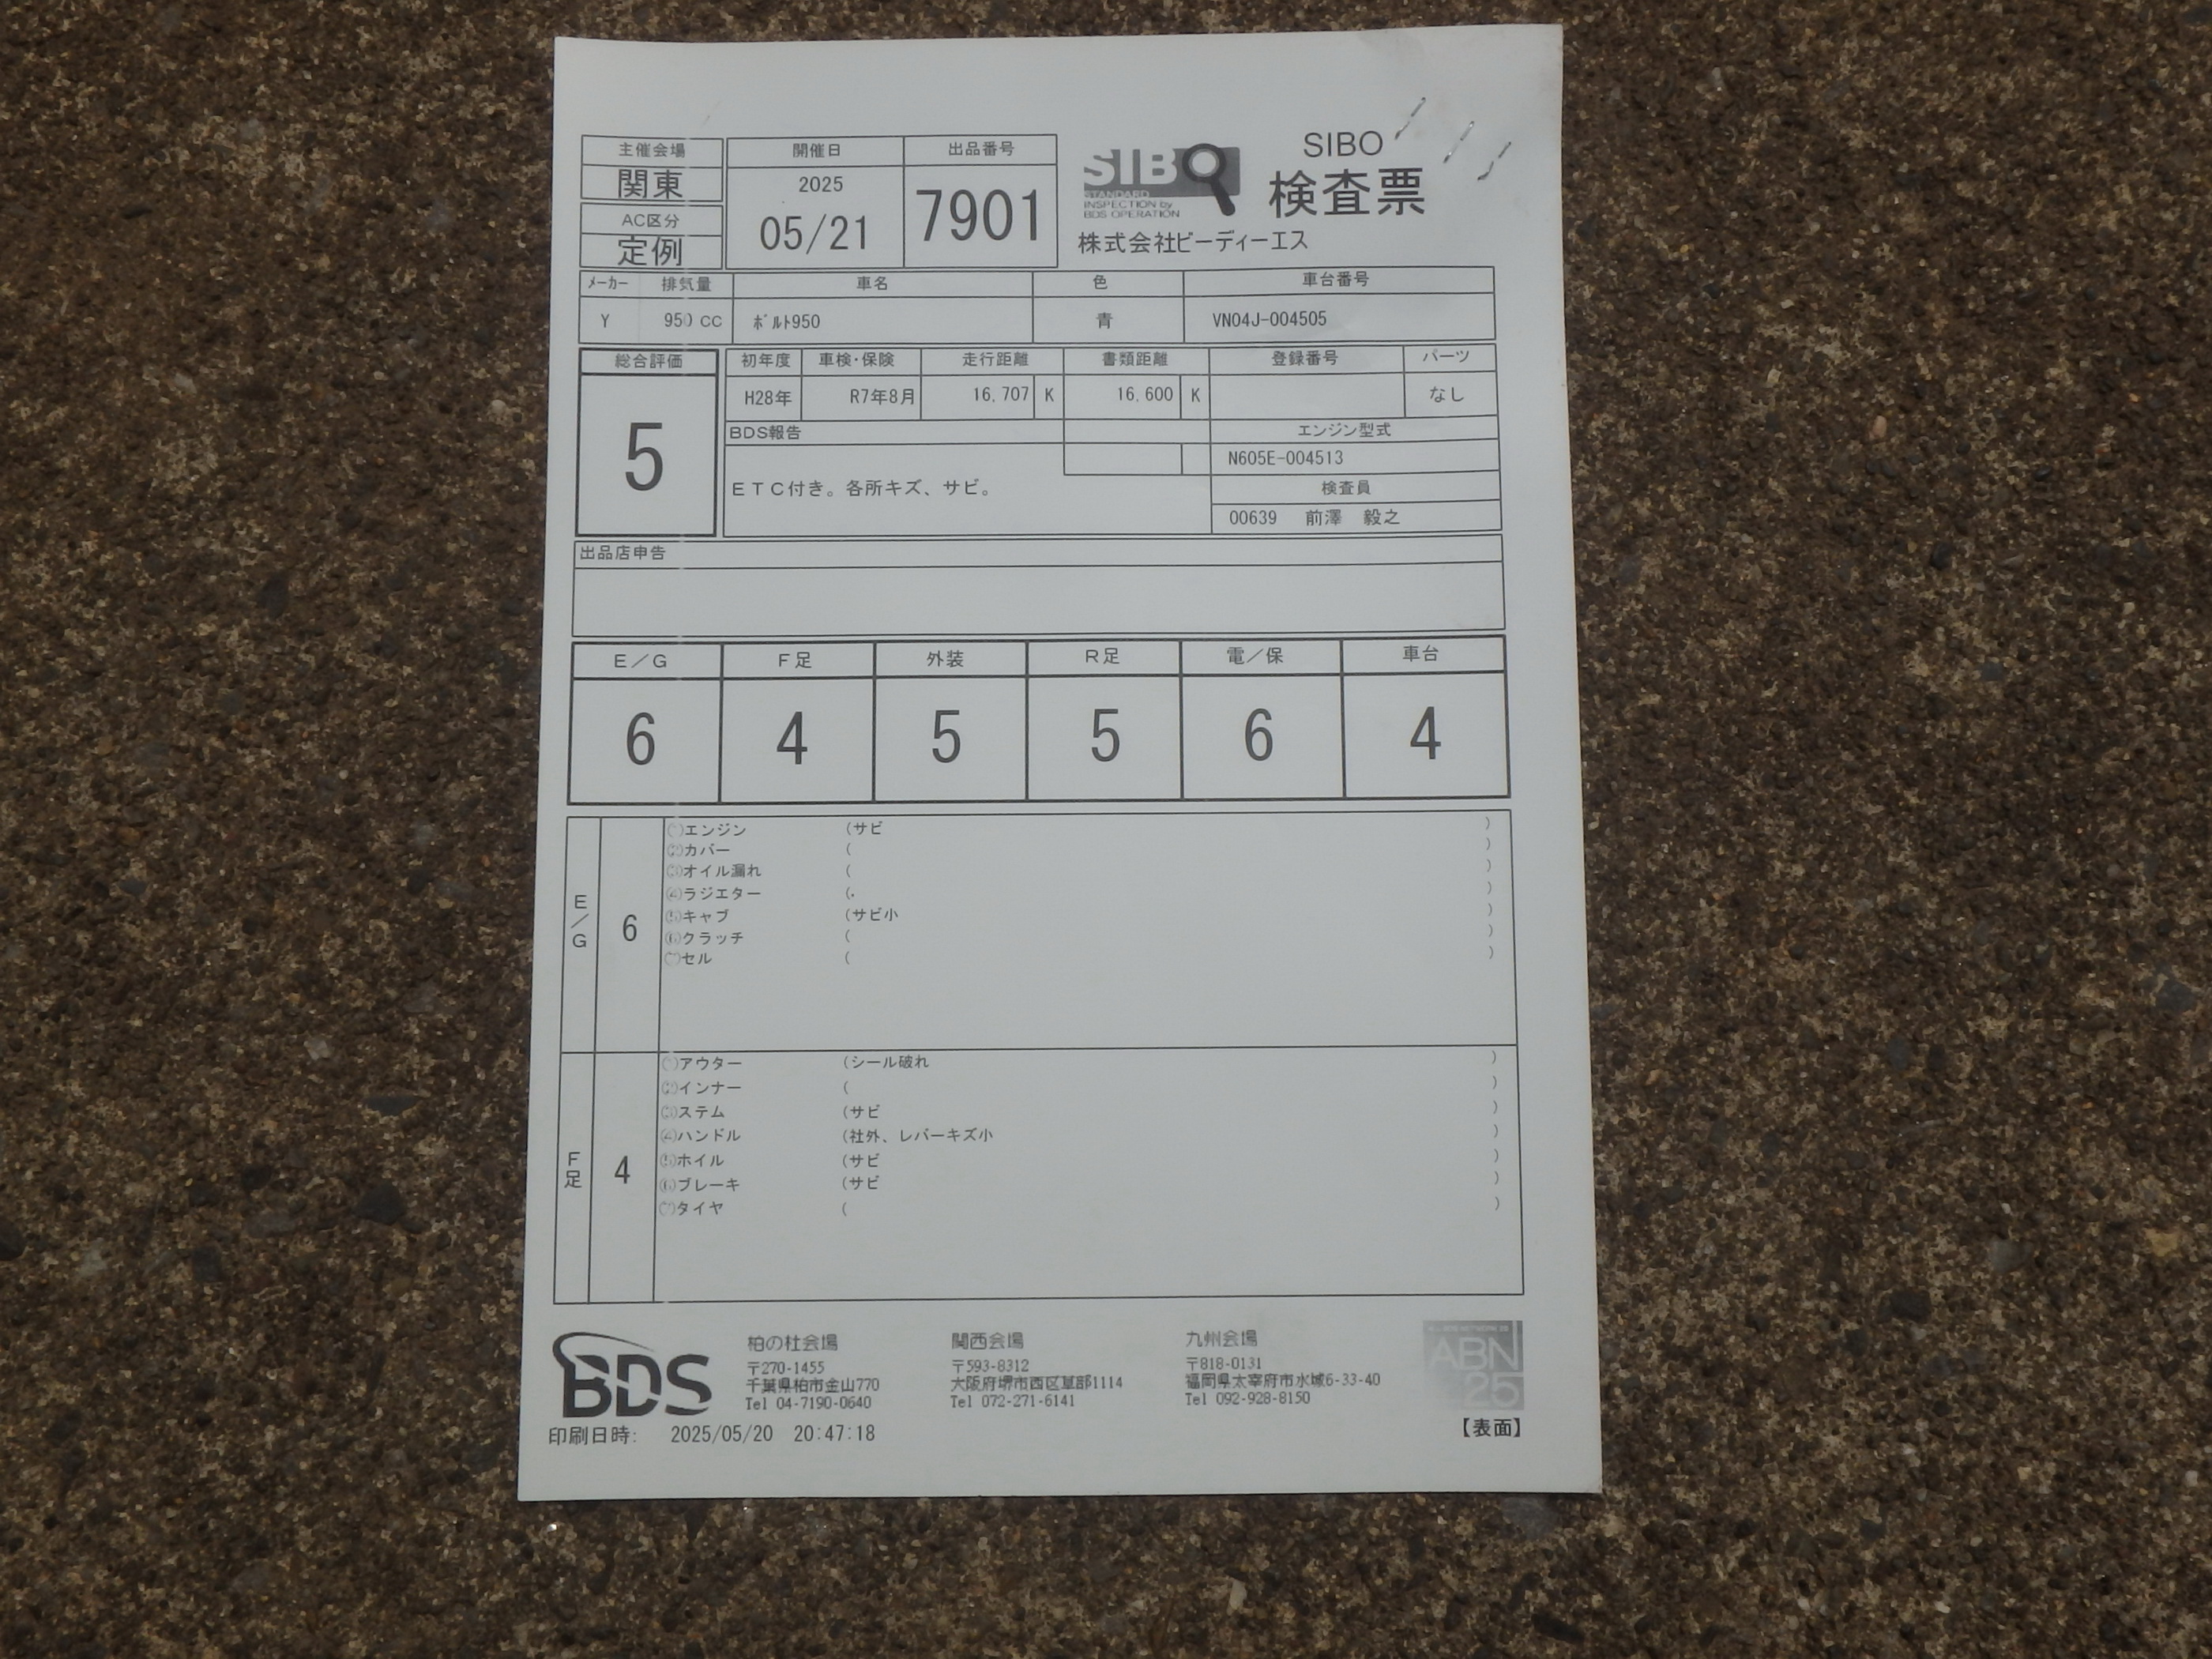 主催会場 開催日 出品番号
関東 2025 05/21 7901
AC区分
定例
SIBO
STANDARD
INSPECTION by
BDS OPERATION
SIBO
検査票
株式会社ビーディーエス
メーカー 排気量 車名 色 車台番号
Y 950 CC ボルト950 青 VN04J-004505
総合評価 初年度 車検・保険 走行距離 書類距離 登録番号 パーツ
5 H28年 R7年8月 16,707 K 16,600 K なし
BDS報告 エンジン型式
N605E-004513
ETC付き。各所キズ、サビ。 検査員
00639 前澤 毅之
出品店申告
E/G F足 外装 R足 電/保 車台
6 4 5 5 6 4
E/G 6
(1)エンジン (サビ )
(2)カバー ( )
(3)オイル漏れ ( )
(4)ラジエター (. )
(5)キャブ (サビ小 )
(6)クラッチ ( )
(7)セル ( )
F足 4
(1)アウター (シール破れ )
(2)インナー ( )
(3)ステム (サビ )
(4)ハンドル (社外、レバーキズ小 )
(5)ホイル (サビ )
(6)ブレーキ (サビ )
(7)タイヤ ( )
BDS
柏の杜会場
〒270-1455
千葉県柏市金山770
Tel 04-7190-0640
関西会場
〒593-8312
大阪府堺市西区草部1114
Tel 072-271-6141
九州会場
〒818-0131
福岡県太宰府市水城6-33-40
Tel 092-928-8150
ABN
25
印刷日時: 2025/05/20 20:47:18 【表面】